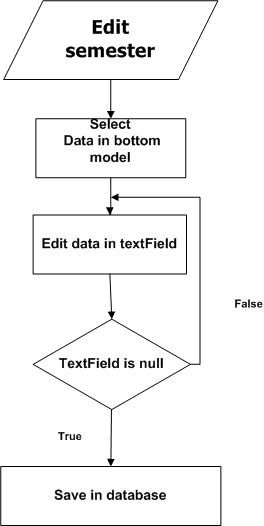 Edit
semester
Select
Data in bottom
model
Edit data in textField
False
TextField is null
True
Save in database